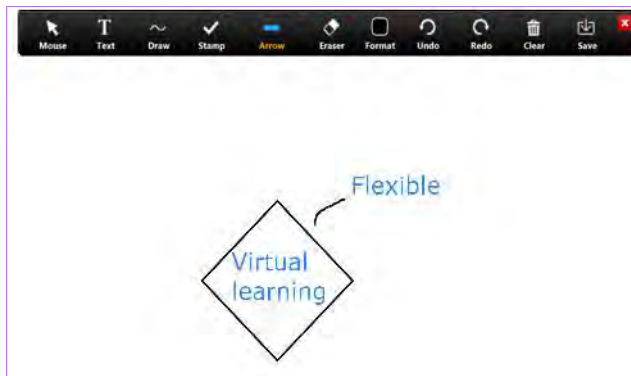 Mouse Text Draw Stamp Arrow Eraser Format Undo Redo Clear Save
Flexible
Virtual
learning